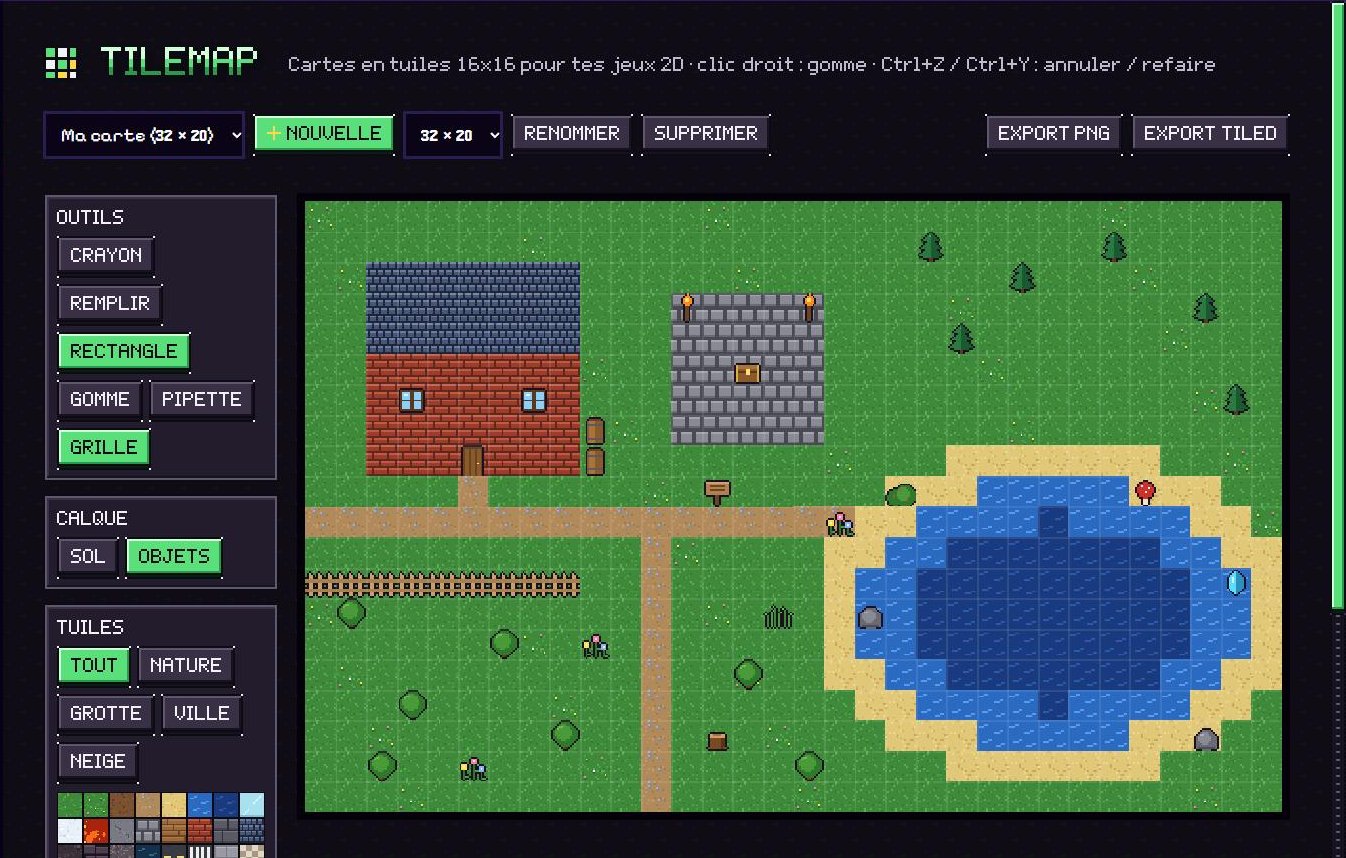 TILEMAP Cartes en tuiles 16x16 pour tes jeux 2D · clic droit : gomme · Ctrl+Z / Ctrl+Y : annuler / refaire
Ma carte (32 × 20) + NOUVELLE 32 × 20 RENOMMER SUPPRIMER EXPORT PNG EXPORT TILED
OUTILS
CRAYON
REMPLIR
RECTANGLE
GOMME PIPETTE
GRILLE
CALQUE
SOL OBJETS
TUILES
TOUT NATURE
GROTTE VILLE
NEIGE